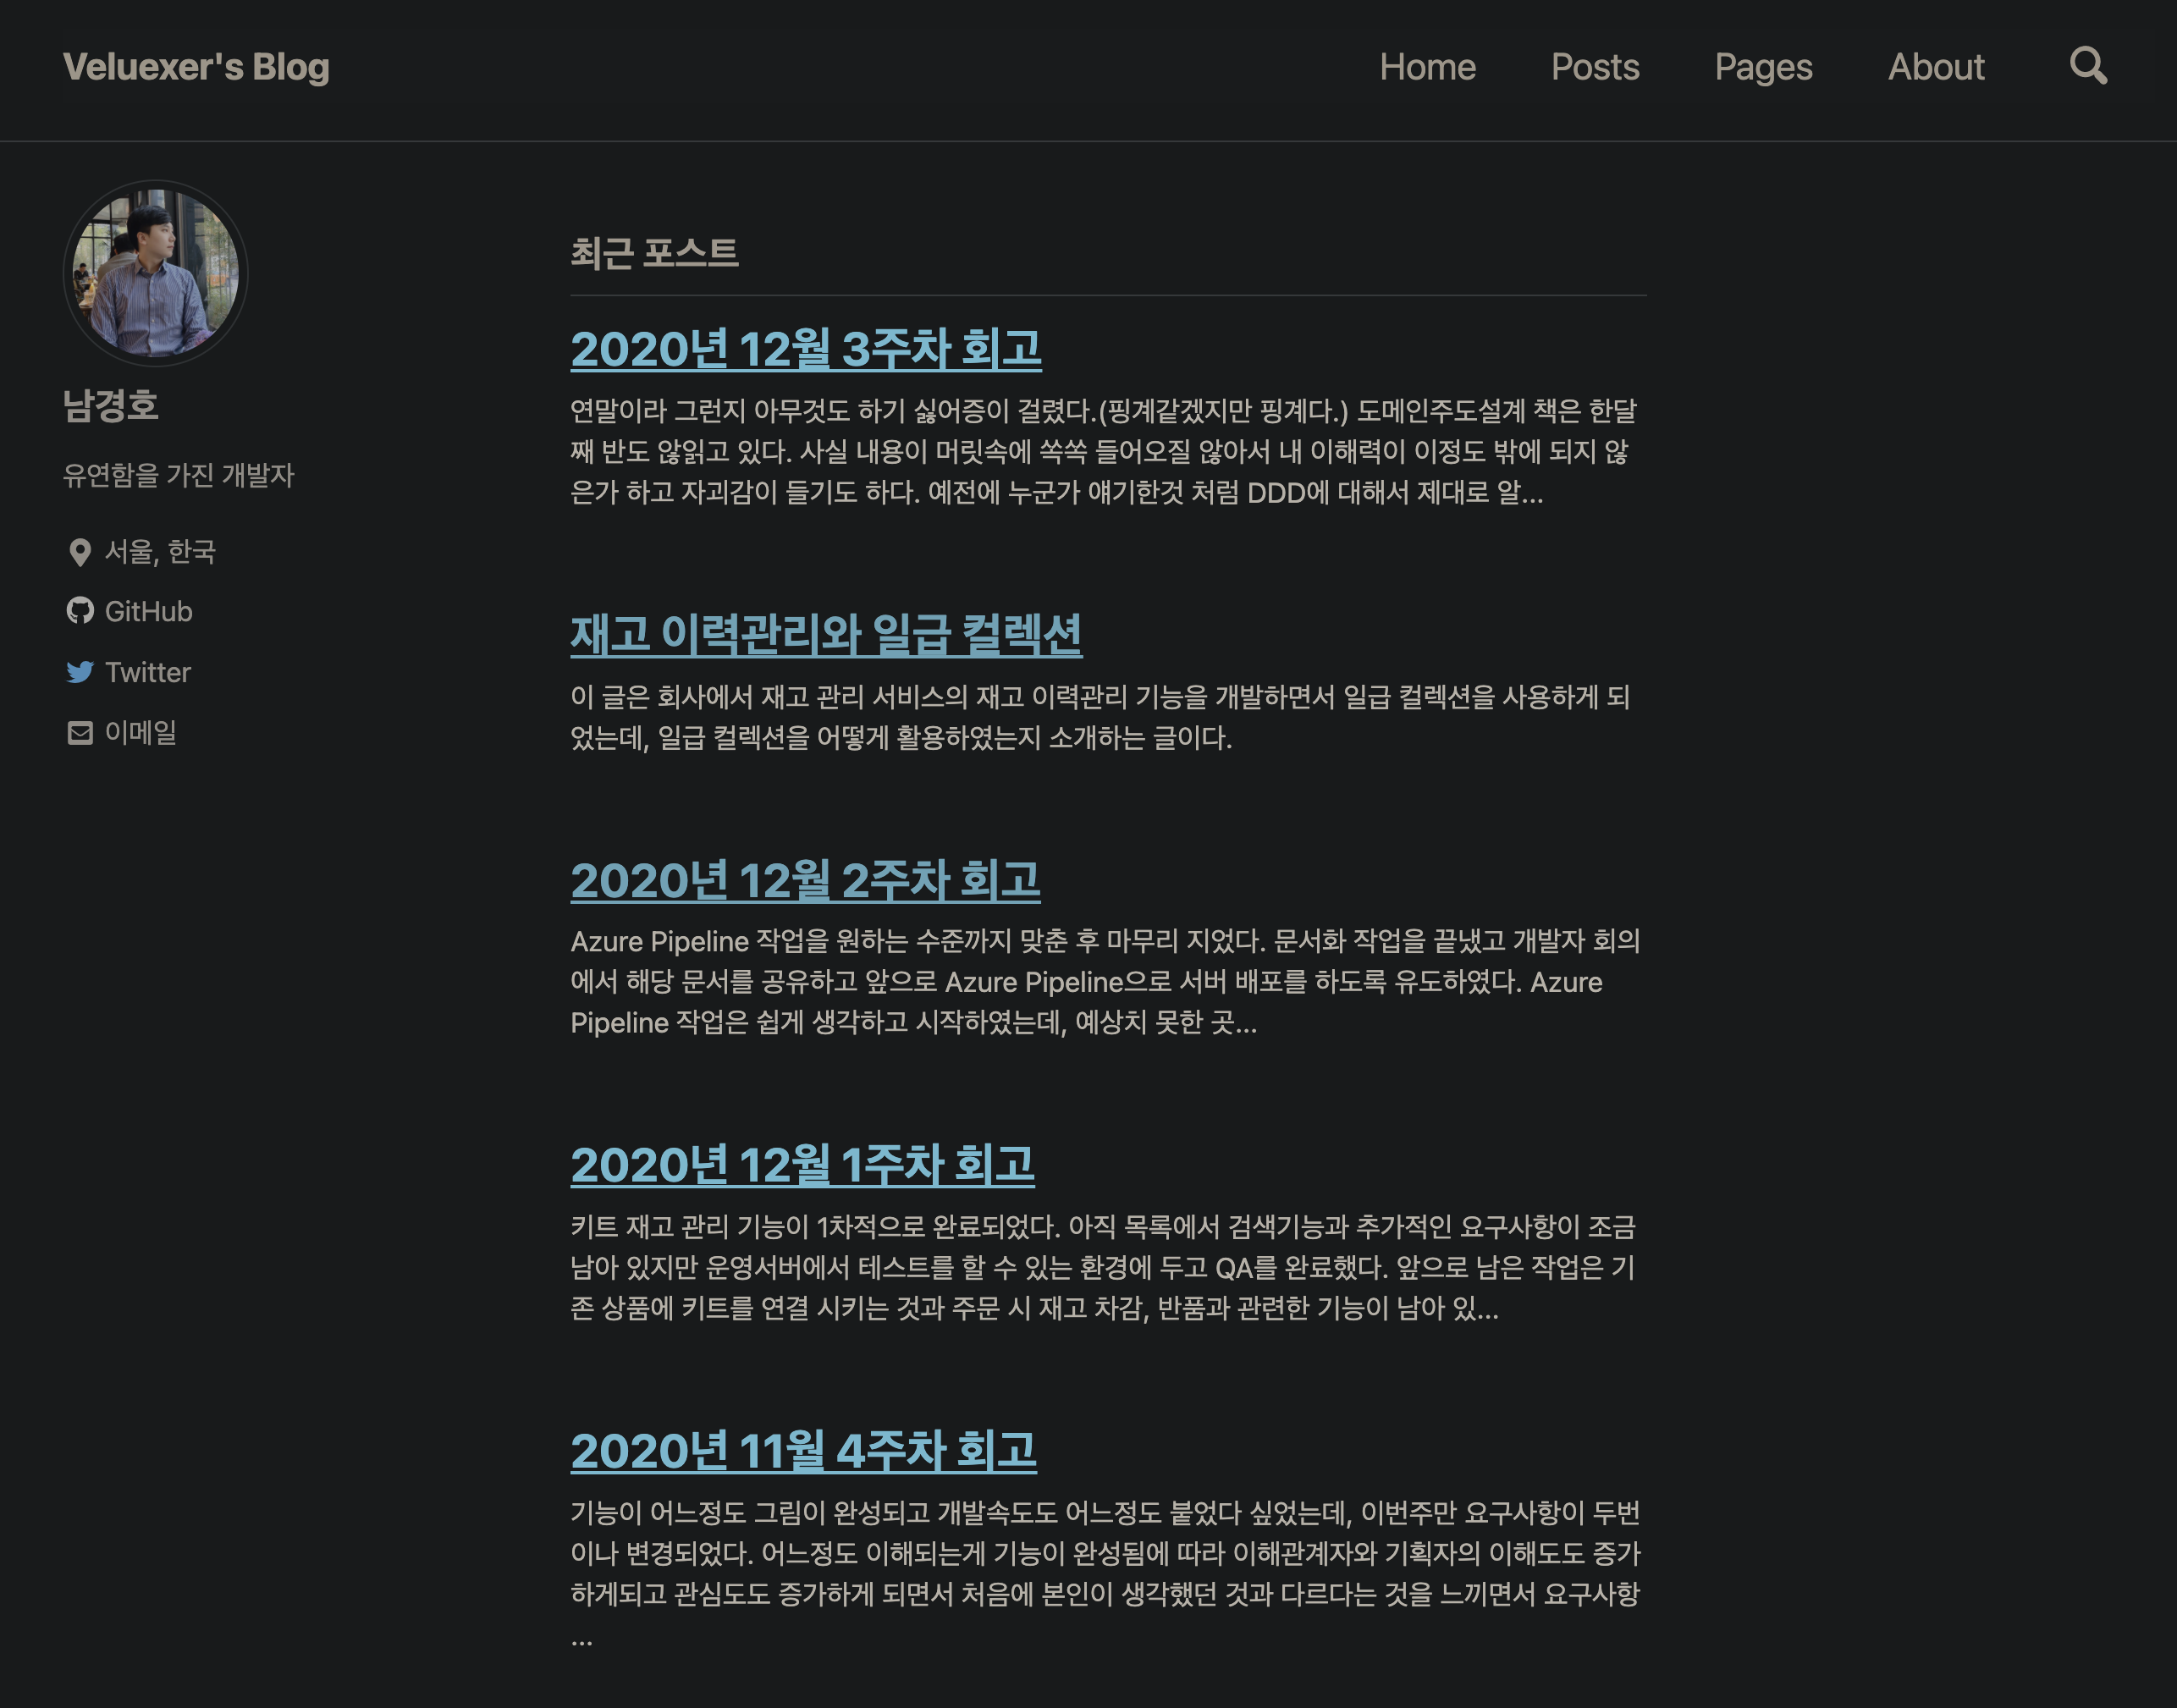 Veluexer's Blog
Home Posts Pages About
남경호
유연함을 가진 개발자
서울, 한국
GitHub
Twitter
이메일
최근 포스트
2020년 12월 3주차 회고
연말이라 그런지 아무것도 하기 싫어증이 걸렸다.(핑계같겠지만 핑계다.) 도메인주도설계 책은 한달
째 반도 않읽고 있다. 사실 내용이 머릿속에 쏙쏙 들어오질 않아서 내 이해력이 이정도 밖에 되지 않
은가 하고 자괴감이 들기도 하다. 예전에 누군가 얘기한것 처럼 DDD에 대해서 제대로 알...
재고 이력관리와 일급 컬렉션
이 글은 회사에서 재고 관리 서비스의 재고 이력관리 기능을 개발하면서 일급 컬렉션을 사용하게 되
었는데, 일급 컬렉션을 어떻게 활용하였는지 소개하는 글이다.
2020년 12월 2주차 회고
Azure Pipeline 작업을 원하는 수준까지 맞춘 후 마무리 지었다. 문서화 작업을 끝냈고 개발자 회의
에서 해당 문서를 공유하고 앞으로 Azure Pipeline으로 서버 배포를 하도록 유도하였다. Azure
Pipeline 작업은 쉽게 생각하고 시작하였는데, 예상치 못한 곳...
2020년 12월 1주차 회고
키트 재고 관리 기능이 1차적으로 완료되었다. 아직 목록에서 검색기능과 추가적인 요구사항이 조금
남아 있지만 운영서버에서 테스트를 할 수 있는 환경에 두고 QA를 완료했다. 앞으로 남은 작업은 기
존 상품에 키트를 연결 시키는 것과 주문 시 재고 차감, 반품과 관련한 기능이 남아 있...
2020년 11월 4주차 회고
기능이 어느정도 그림이 완성되고 개발속도도 어느정도 붙었다 싶었는데, 이번주만 요구사항이 두번
이나 변경되었다. 어느정도 이해되는게 기능이 완성됨에 따라 이해관계자와 기획자의 이해도도 증가
하게되고 관심도도 증가하게 되면서 처음에 본인이 생각했던 것과 다르다는 것을 느끼면서 요구사항
...